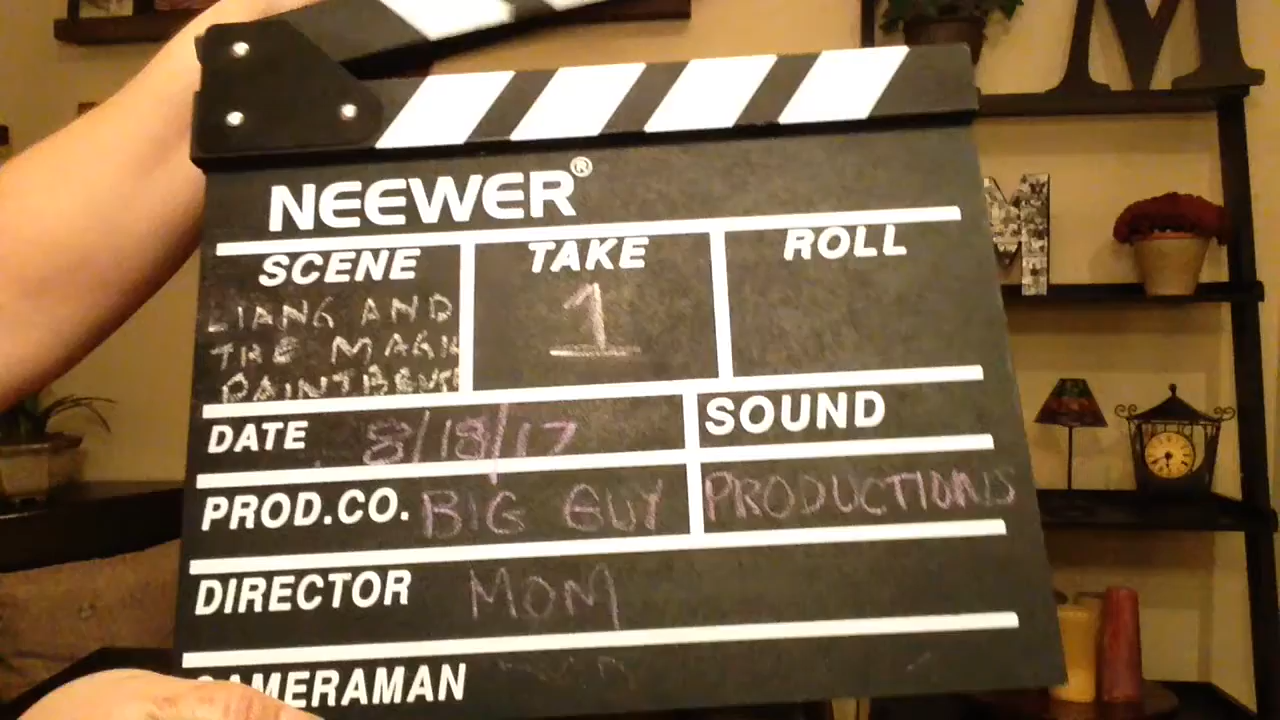 NEEWER®
SCENE TAKE ROLL
LIANG AND
THE MAGIC
PAINTBRUSH
1
DATE 8/18/17 SOUND
PROD.CO. BIG GUY PRODUCTIONS
DIRECTOR MOM
CAMERAMAN
M
M